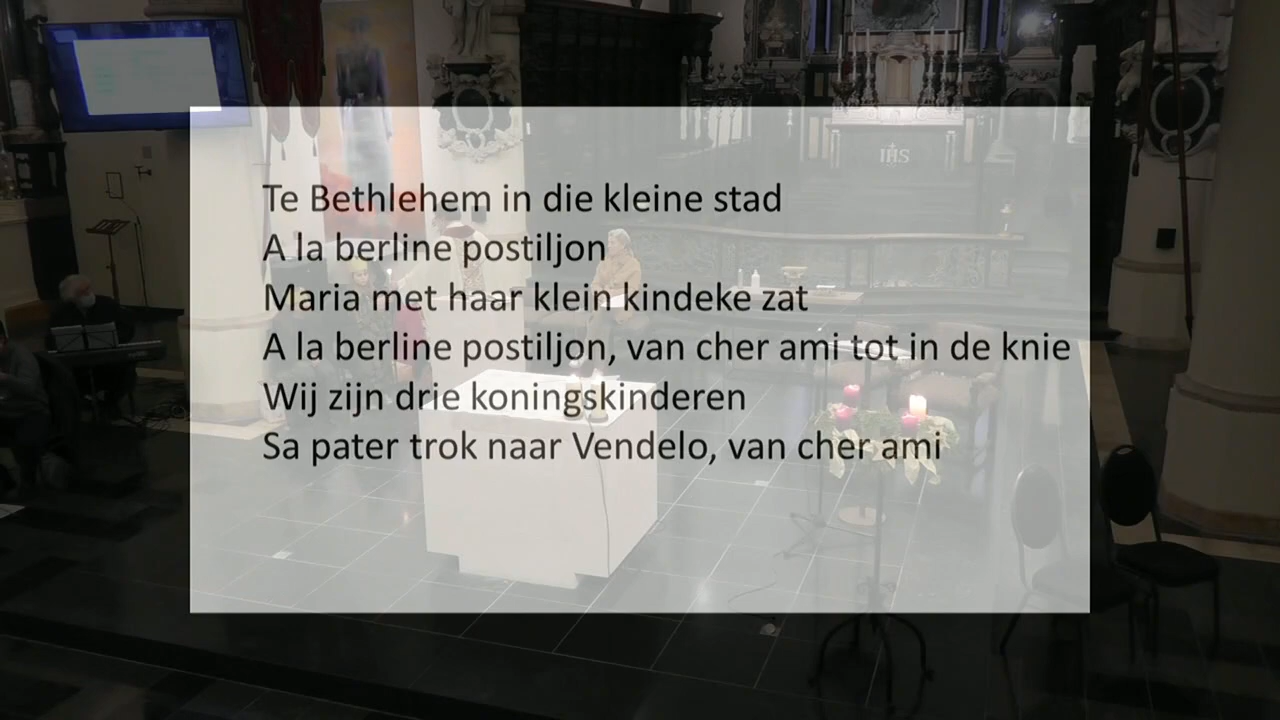 IHS
Te Bethlehem in die kleine stad
A la berline postiljon
Maria met haar klein kindeke zat
A la berline postiljon, van cher ami tot in de knie
Wij zijn drie koningskinderen
Sa pater trok naar Vendelo, van cher ami